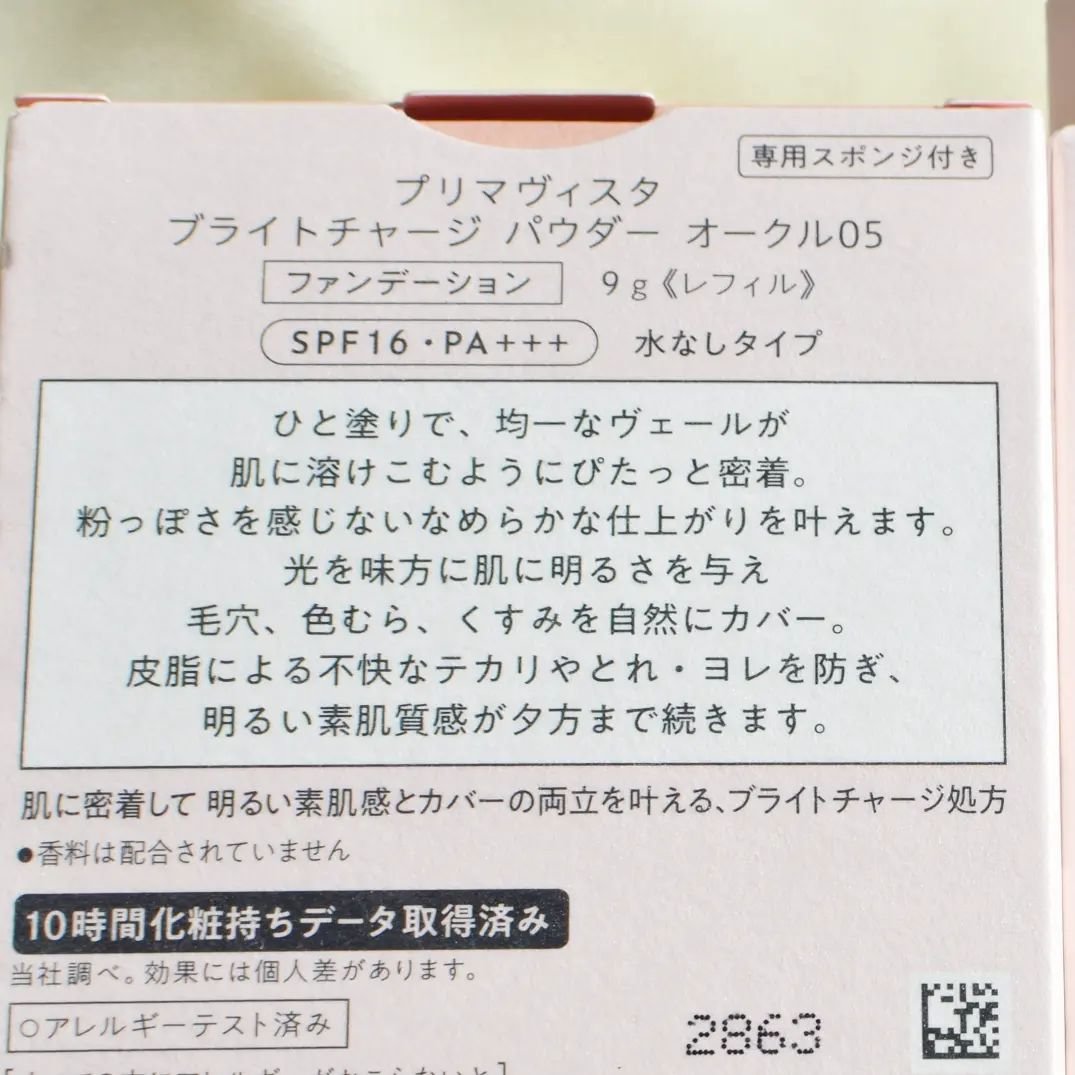 専用スポンジ付き
プリマヴィスタ
ブライトチャージ パウダー オークル05
ファンデーション 9g《レフィル》
SPF16・PA+++ 水なしタイプ
ひと塗りで、均一なヴェールが
肌に溶けこむようにぴたっと密着。
粉っぽさを感じないなめらかな仕上がりを叶えます。
光を味方に肌に明るさを与え
毛穴、色むら、くすみを自然にカバー。
皮脂による不快なテカリやとれ・ヨレを防ぎ、
明るい素肌質感が夕方まで続きます。
肌に密着して 明るい素肌感とカバーの両立を叶える、ブライトチャージ処方
●香料は配合されていません
10時間化粧持ちデータ取得済み
当社調べ。効果には個人差があります。
○アレルギーテスト済み
2863